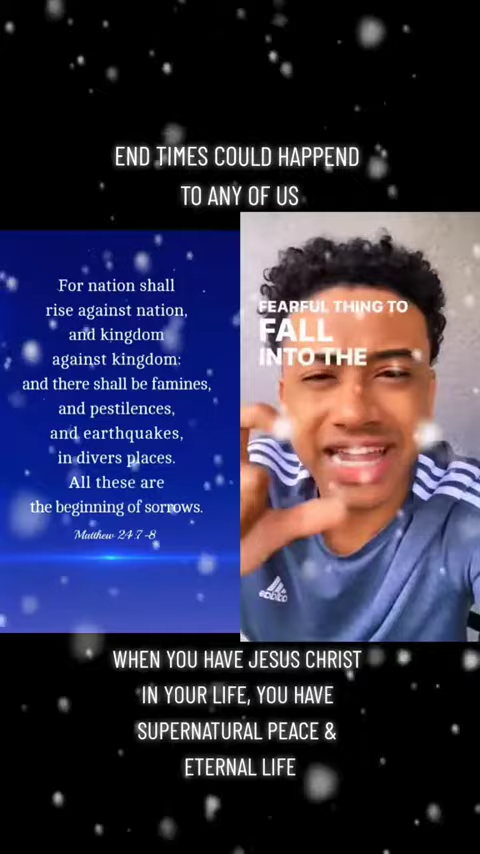 END TIMES COULD HAPPEND
TO ANY OF US
For nation shall
rise against nation,
and kingdom
against kingdom:
and there shall be famines,
and pestilences,
and earthquakes,
in divers places.
All these are
the beginning of sorrows.
Matthew 24:7-8
FEARFUL THING TO
FALL
INTO THE
adidas
WHEN YOU HAVE JESUS CHRIST
IN YOUR LIFE, YOU HAVE
SUPERNATURAL PEACE &
ETERNAL LIFE